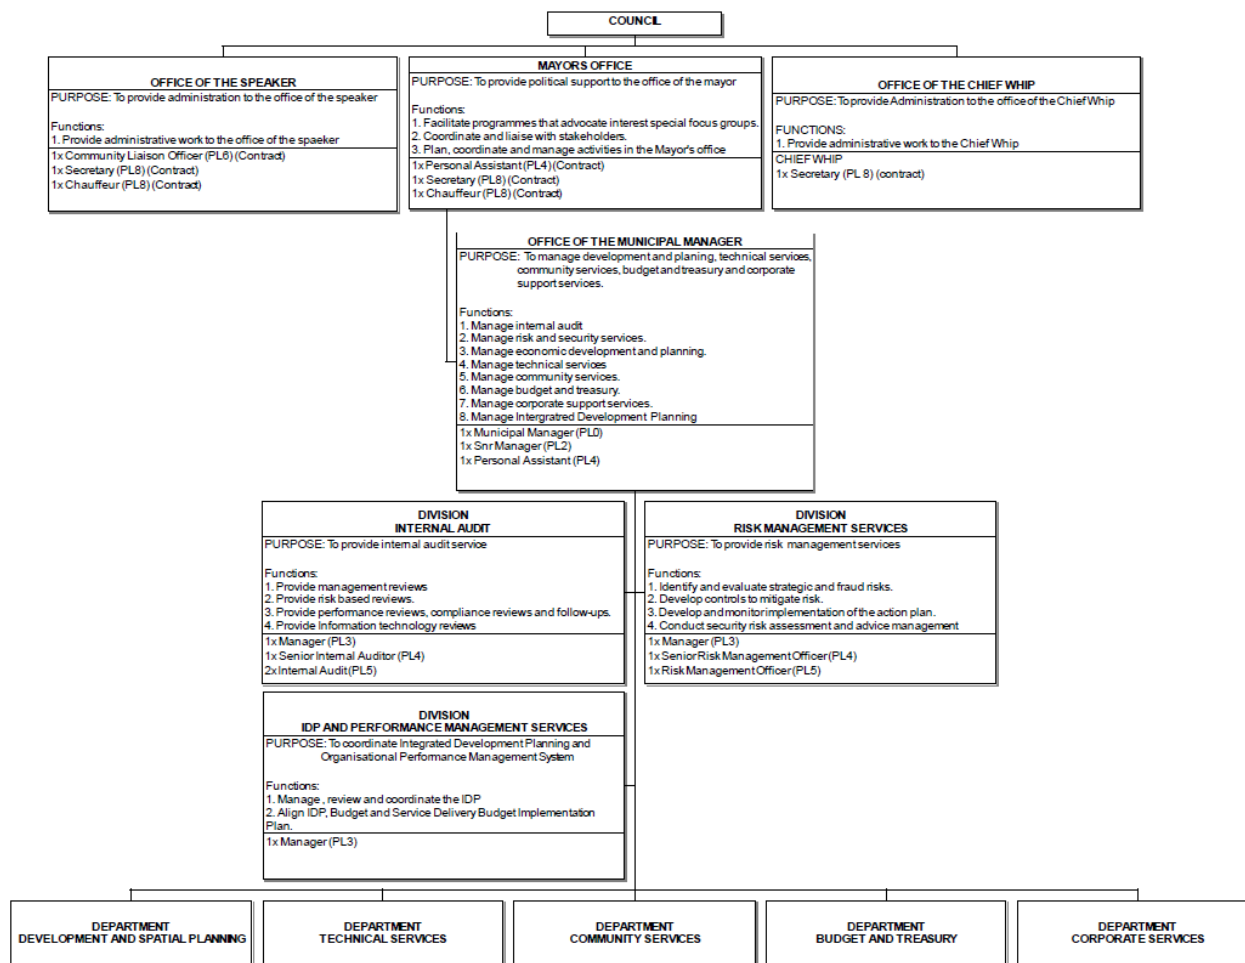 COUNCIL
OFFICE OF THE SPEAKER
PURPOSE: To provide administration to the office of the speaker
Functions:
1. Provide administrative work to the office of the spaeker
1x Community Liaison Officer (PL6) (Contract)
1x Secretary (PL8) (Contract)
1x Chauffeur (PL8) (Contract)
MAYORS OFFICE
PURPOSE: To provide political support to the office of the mayor
Functions:
1. Facilitate programmes that advocate interest special focus groups.
2. Coordinate and liaise with stakeholders.
3. Plan, coordinate and manage activities in the Mayor's office
1x Personal Assistant (PL4) (Contract)
1x Secretary (PL8) (Contract)
1x Chauffeur (PL8) (Contract)
OFFICE OF THE CHIEF WHIP
PURPOSE: To provide Administration to the office of the Chief Whip
FUNCTIONS:
1. Provide administrative work to the Chief Whip
CHIEF WHIP
1x Secretary (PL 8) (contract)
OFFICE OF THE MUNICIPAL MANAGER
PURPOSE: To manage development and planing, technical services,
community services, budget and treasury and corporate
support services.
Functions:
1. Manage internal audit
2. Manage risk and security services.
3. Manage economic development and planning.
4. Manage technical services
5. Manage community services.
6. Manage budget and treasury.
7. Manage corporate support services.
8. Manage Intergratred Development Planning
1x Municipal Manager (PL0)
1x Snr Manager (PL2)
1x Personal Assistant (PL4)
DIVISION
INTERNAL AUDIT
PURPOSE: To provide internal audit service
Functions:
1. Provide management reviews
2. Provide risk based reviews.
3. Provide performance reviews, compliance reviews and follow-ups.
4. Provide Information technology reviews
1x Manager (PL3)
1x Senior Internal Auditor (PL4)
2x Internal Audit (PL5)
DIVISION
RISK MANAGEMENT SERVICES
PURPOSE: To provide risk management services
Functions:
1. Identify and evaluate strategic and fraud risks.
2. Develop controls to mitigate risk.
3. Develop and monitor implementation of the action plan.
4. Conduct security risk assessment and advice management
1x Manager (PL3)
1x Senior Risk Management Officer (PL4)
1x Risk Management Officer (PL5)
DIVISION
IDP AND PERFORMANCE MANAGEMENT SERVICES
PURPOSE: To coordinate Integrated Development Planning and
Organisational Performance Management System
Functions:
1. Manage , review and coordinate the IDP
2. Align IDP, Budget and Service Delivery Budget Implementation
Plan.
1x Manager (PL3)
DEPARTMENT
DEVELOPMENT AND SPATIAL PLANNING
DEPARTMENT
TECHNICAL SERVICES
DEPARTMENT
COMMUNITY SERVICES
DEPARTMENT
BUDGET AND TREASURY
DEPARTMENT
CORPORATE SERVICES